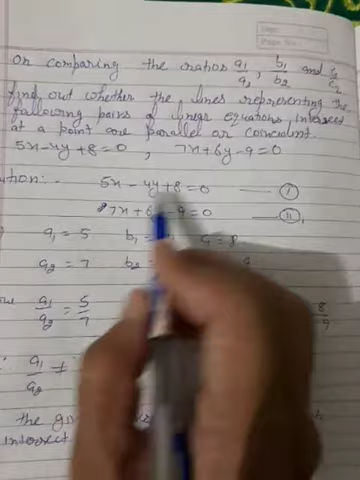 On comparing the ratios a1/a1, b1/b2 and c1/c2
find out whether the lines representing the
following pairs of linear equations, intersect
at a point are parallel or coincident
5x-4y+8=0, 7x+6y-9=0
5x-4y+8=0 — I
7x+6 -9=0 — II
a1=5 b1= c1=8
a2=7 b2
a1/a2 = 5/7 8/9
a1/a2 ≠
the
intersect